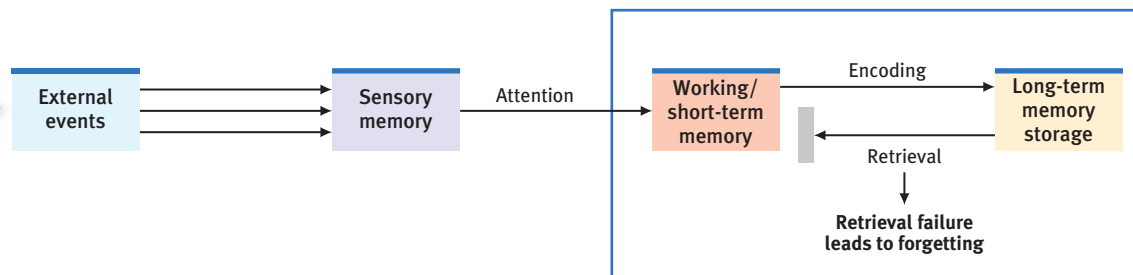 External
events
Sensory
memory
Attention
Working/
short-term
memory
Encoding
Long-term
memory
storage
Retrieval
Retrieval failure
leads to forgetting